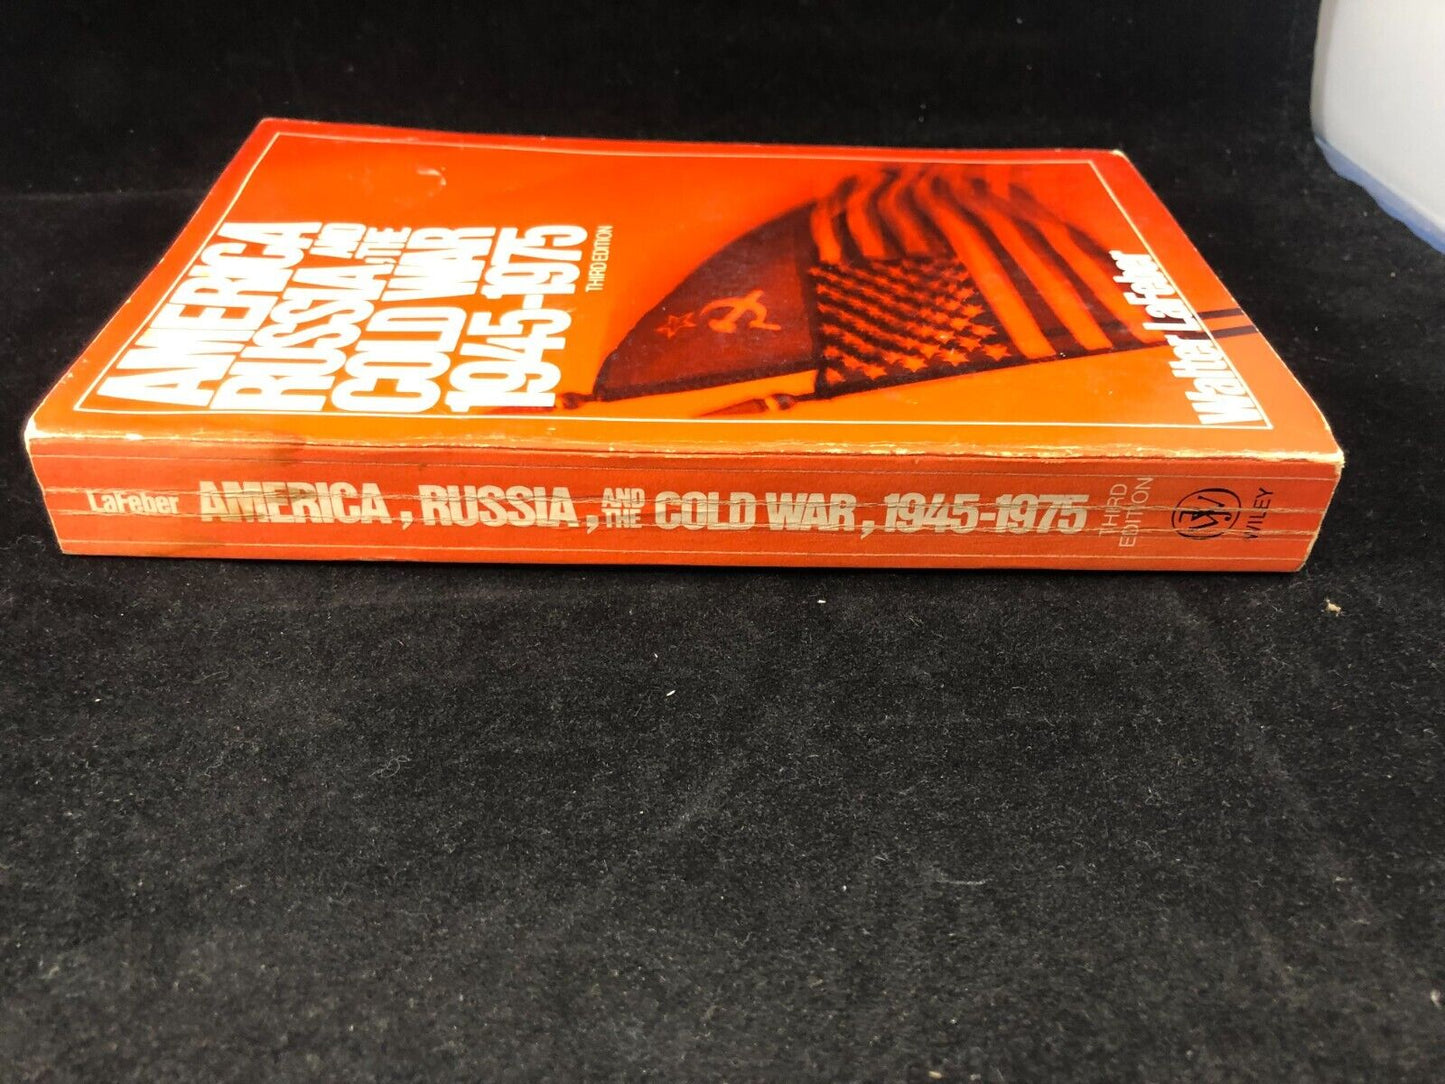 AMERICA
RUSSIA AND
COLD , THE
COLD WAR
1945-1975
THIRD EDITION
Walter LaFeber
LaFeber AMERICA, RUSSIA, AND THE COLD WAR, 1945-1975 THIRD EDITION WILEY